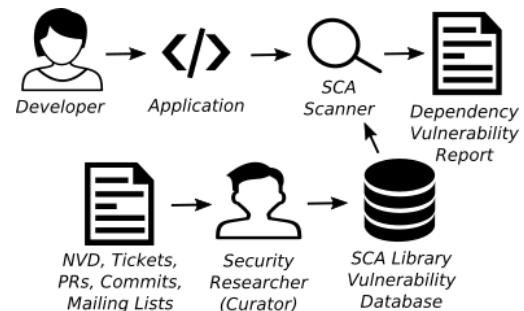 Developer
Application
SCA
Scanner
Dependency
Vulnerability
Report
NVD, Tickets,
PRs, Commits,
Mailing Lists
Security
Researcher
(Curator)
SCA Library
Vulnerability
Database